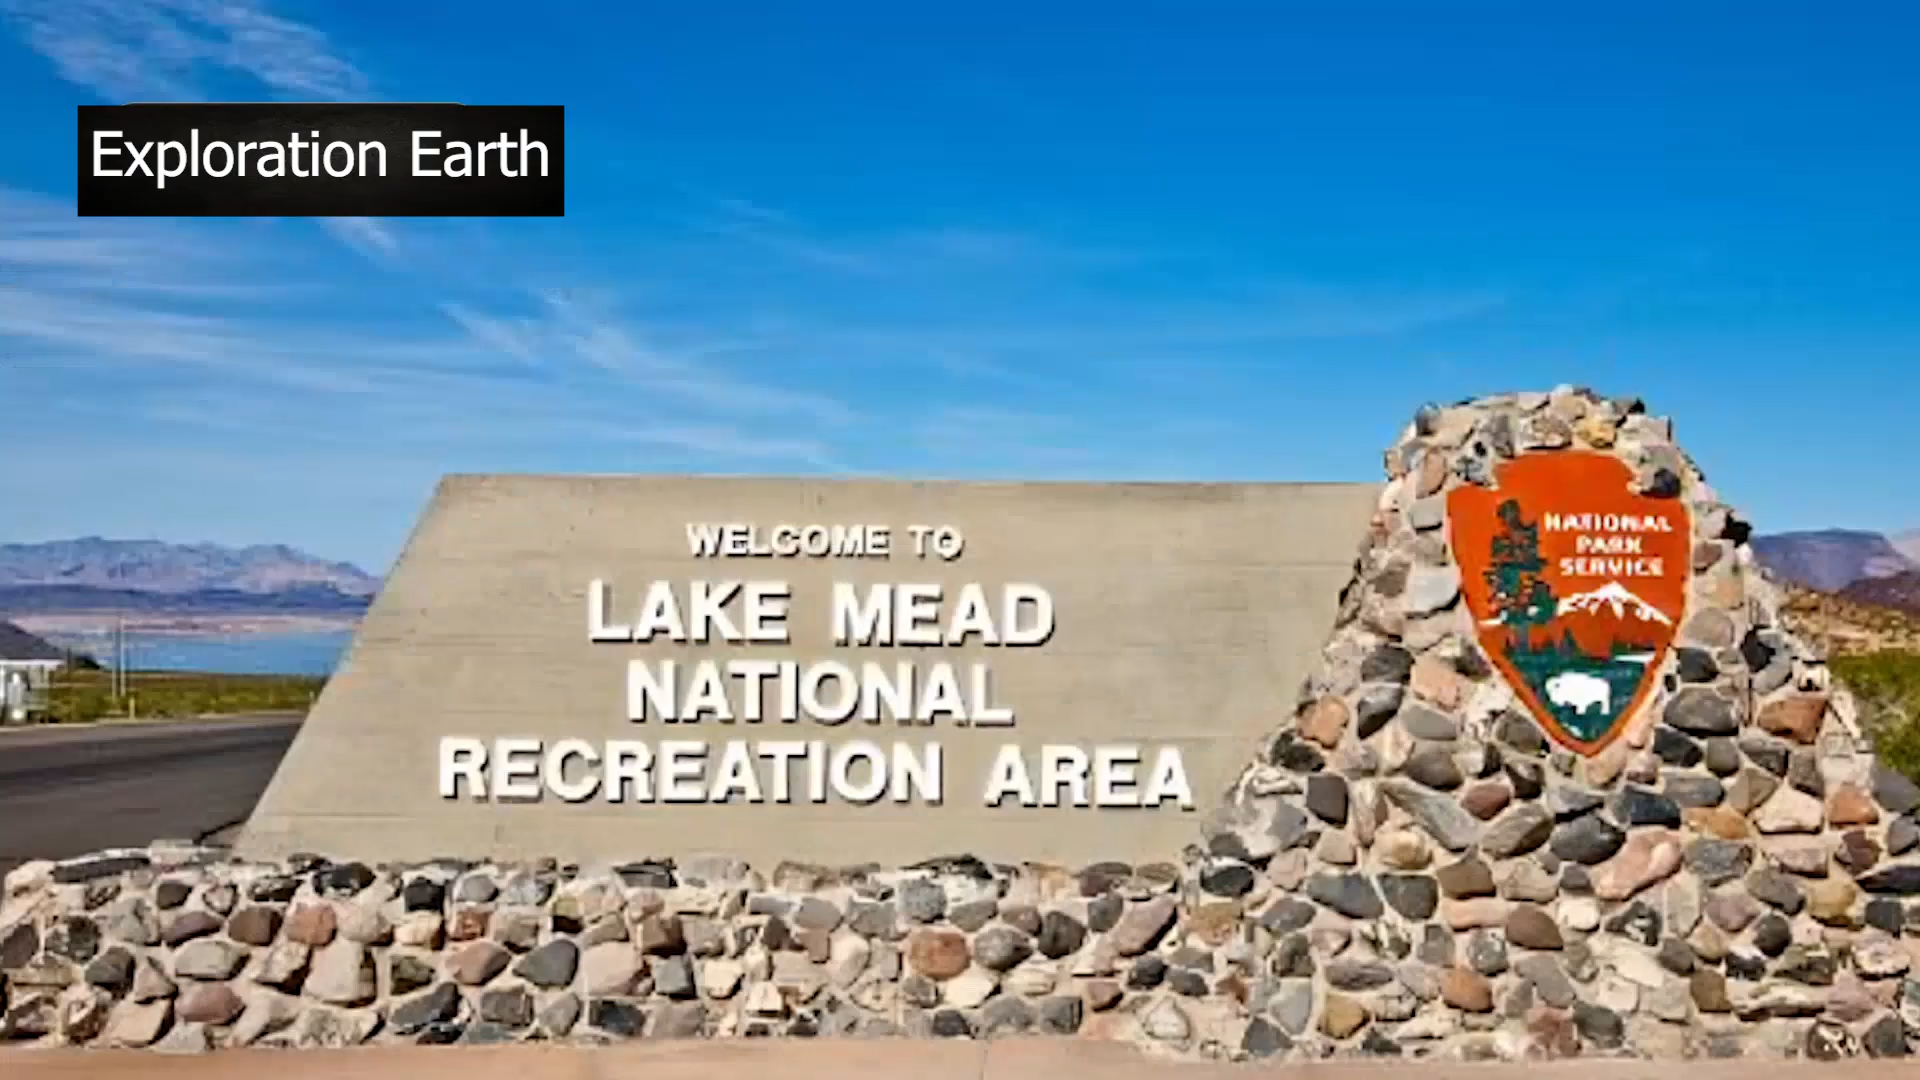 Exploration Earth
WELCOME TO
LAKE MEAD
NATIONAL
RECREATION AREA
NATIONAL
PARK
SERVICE